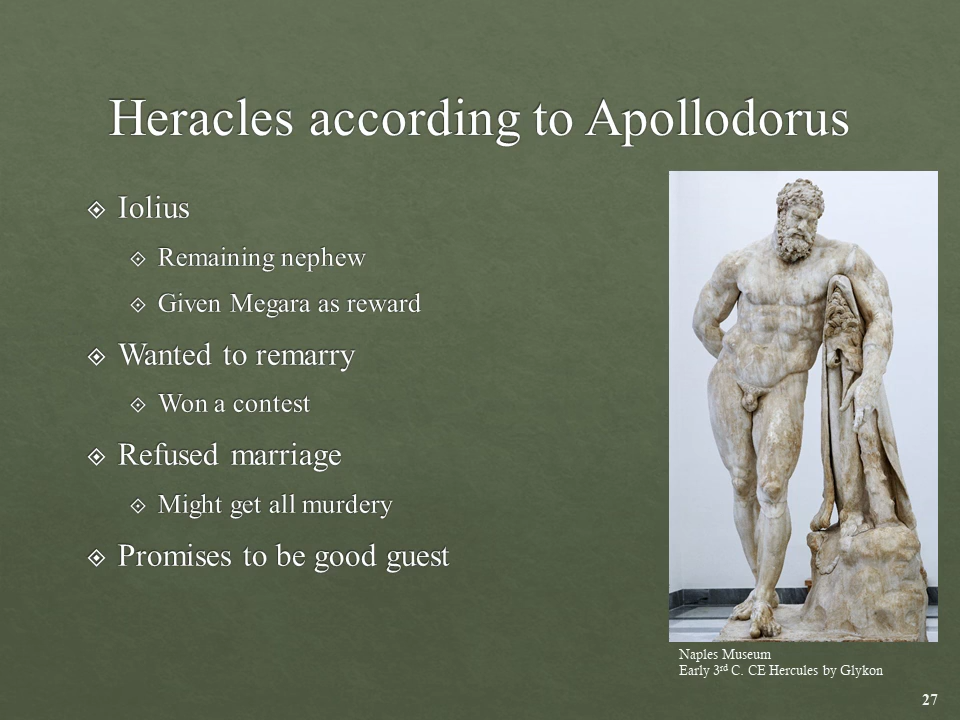 Heracles according to Apollodorus
Iolius
Remaining nephew
Given Megara as reward
Wanted to remarry
Won a contest
Refused marriage
Might get all murdery
Promises to be good guest
Naples Museum
Early 3rd C. CE Hercules by Glykon
27